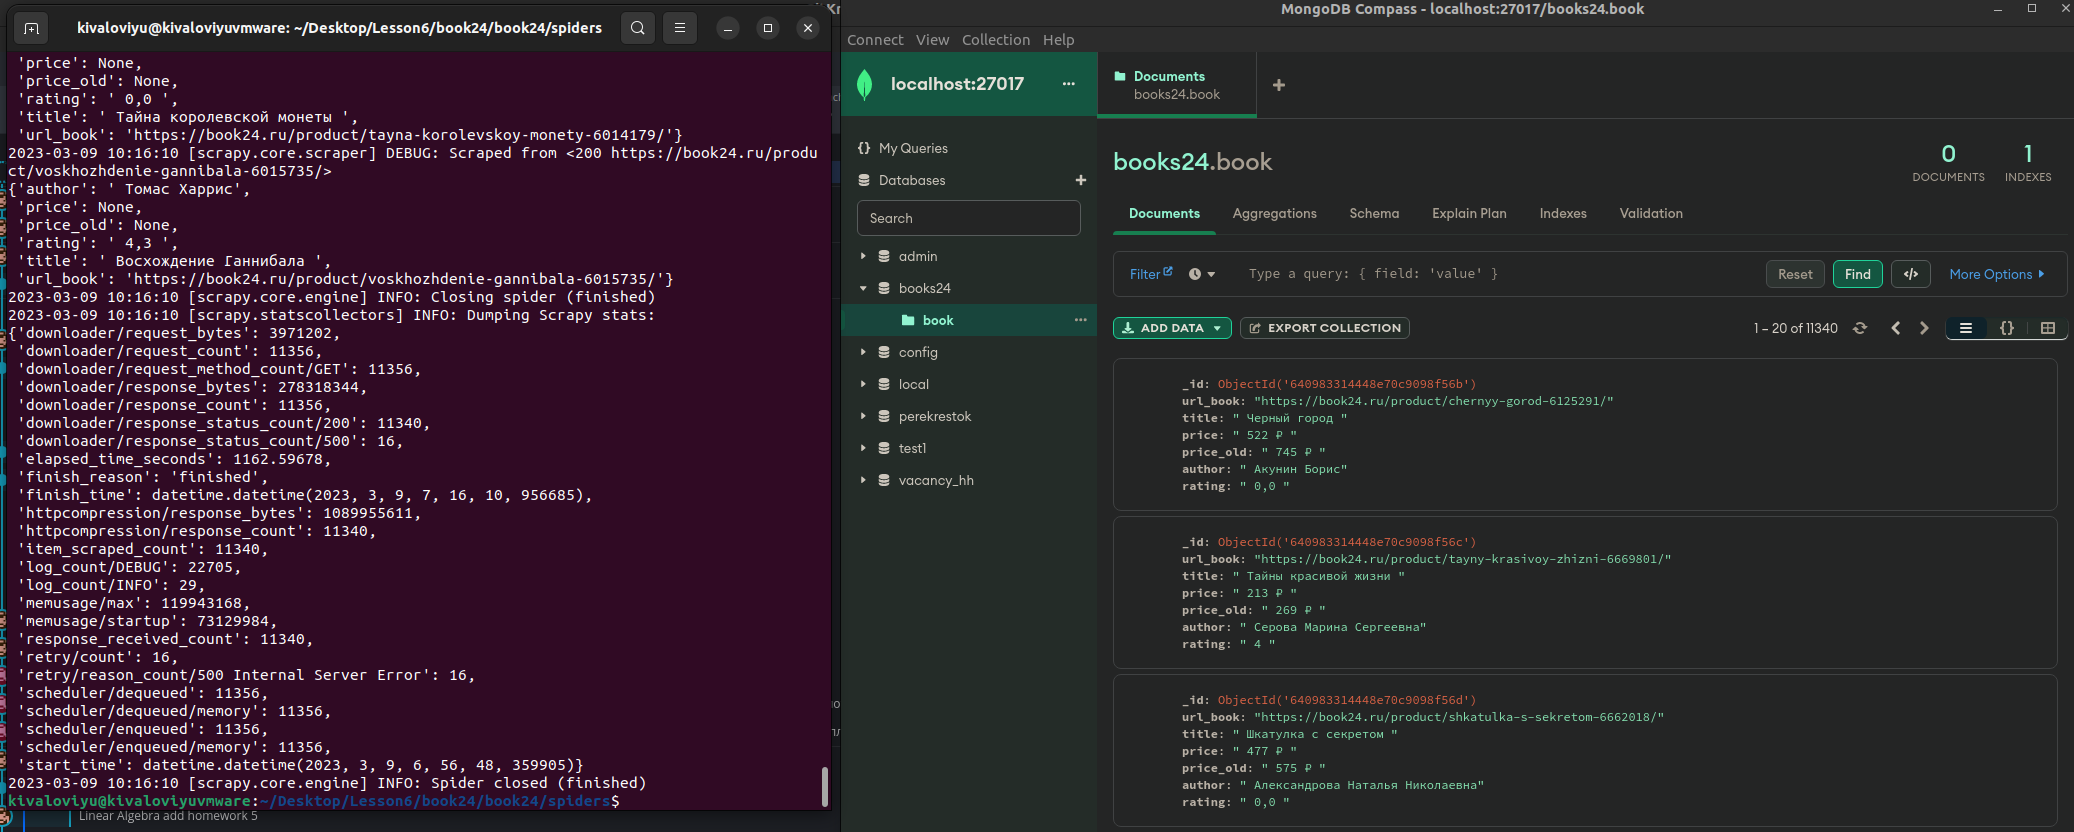 kivaloviyu@kivaloviyuvmware: ~/Desktop/Lesson6/book24/book24/spiders
'price': None,
'price_old': None,
'rating': ' 0,0 ',
'title': ' Тайна королевской монеты ',
'url_book': 'https://book24.ru/product/tayna-korolevskoy-monety-6014179/'}
2023-03-09 10:16:10 [scrapy.core.scraper] DEBUG: Scraped from <200 https://book24.ru/produ
ct/voskhozhdenie-gannibala-6015735/>
{'author': ' Томас Харрис',
'price': None,
'price_old': None,
'rating': ' 4,3 ',
'title': ' Восхождение Ганнибала ',
'url_book': 'https://book24.ru/product/voskhozhdenie-gannibala-6015735/'}
2023-03-09 10:16:10 [scrapy.core.engine] INFO: Closing spider (finished)
2023-03-09 10:16:10 [scrapy.statscollectors] INFO: Dumping Scrapy stats:
{'downloader/request_bytes': 3971202,
'downloader/request_count': 11356,
'downloader/request_method_count/GET': 11356,
'downloader/response_bytes': 278318344,
'downloader/response_count': 11356,
'downloader/response_status_count/200': 11340,
'downloader/response_status_count/500': 16,
'elapsed_time_seconds': 1162.59678,
'finish_reason': 'finished',
'finish_time': datetime.datetime(2023, 3, 9, 7, 16, 10, 956685),
'httpcompression/response_bytes': 1089955611,
'httpcompression/response_count': 11340,
'item_scraped_count': 11340,
'log_count/DEBUG': 22705,
'log_count/INFO': 29,
'memusage/max': 119943168,
'memusage/startup': 73129984,
'response_received_count': 11340,
'retry/count': 16,
'retry/reason_count/500 Internal Server Error': 16,
'scheduler/dequeued': 11356,
'scheduler/dequeued/memory': 11356,
'scheduler/enqueued': 11356,
'scheduler/enqueued/memory': 11356,
'start_time': datetime.datetime(2023, 3, 9, 6, 56, 48, 359905)}
2023-03-09 10:16:10 [scrapy.core.engine] INFO: Spider closed (finished)
kivaloviyu@kivaloviyuvmware:~/Desktop/Lesson6/book24/book24/spiders$
Linear Algebra add homework 5
MongoDB Compass - localhost:27017/books24.book
Connect View Collection Help
localhost:27017
My Queries
Databases
Search
admin
books24
book
config
local
perekrestok
test1
vacancy_hh
Documents
books24.book
books24.book
0
DOCUMENTS
1
INDEXES
Documents Aggregations Schema Explain Plan Indexes Validation
Filter Type a query: { field: 'value' } Reset Find </> More Options
ADD DATA EXPORT COLLECTION 1 – 20 of 11340
_id: ObjectId('640983314448e70c9098f56b')
url_book: "https://book24.ru/product/chernyy-gorod-6125291/"
title: " Черный город "
price: " 522 ₽ "
price_old: " 745 ₽ "
author: " Акунин Борис"
rating: " 0,0 "
_id: ObjectId('640983314448e70c9098f56c')
url_book: "https://book24.ru/product/tayny-krasivoy-zhizni-6669801/"
title: " Тайны красивой жизни "
price: " 213 ₽ "
price_old: " 269 ₽ "
author: " Серова Марина Сергеевна"
rating: " 4 "
_id: ObjectId('640983314448e70c9098f56d')
url_book: "https://book24.ru/product/shkatulka-s-sekretom-6662018/"
title: " Шкатулка с секретом "
price: " 477 ₽ "
price_old: " 575 ₽ "
author: " Александрова Наталья Николаевна"
rating: " 0,0 "